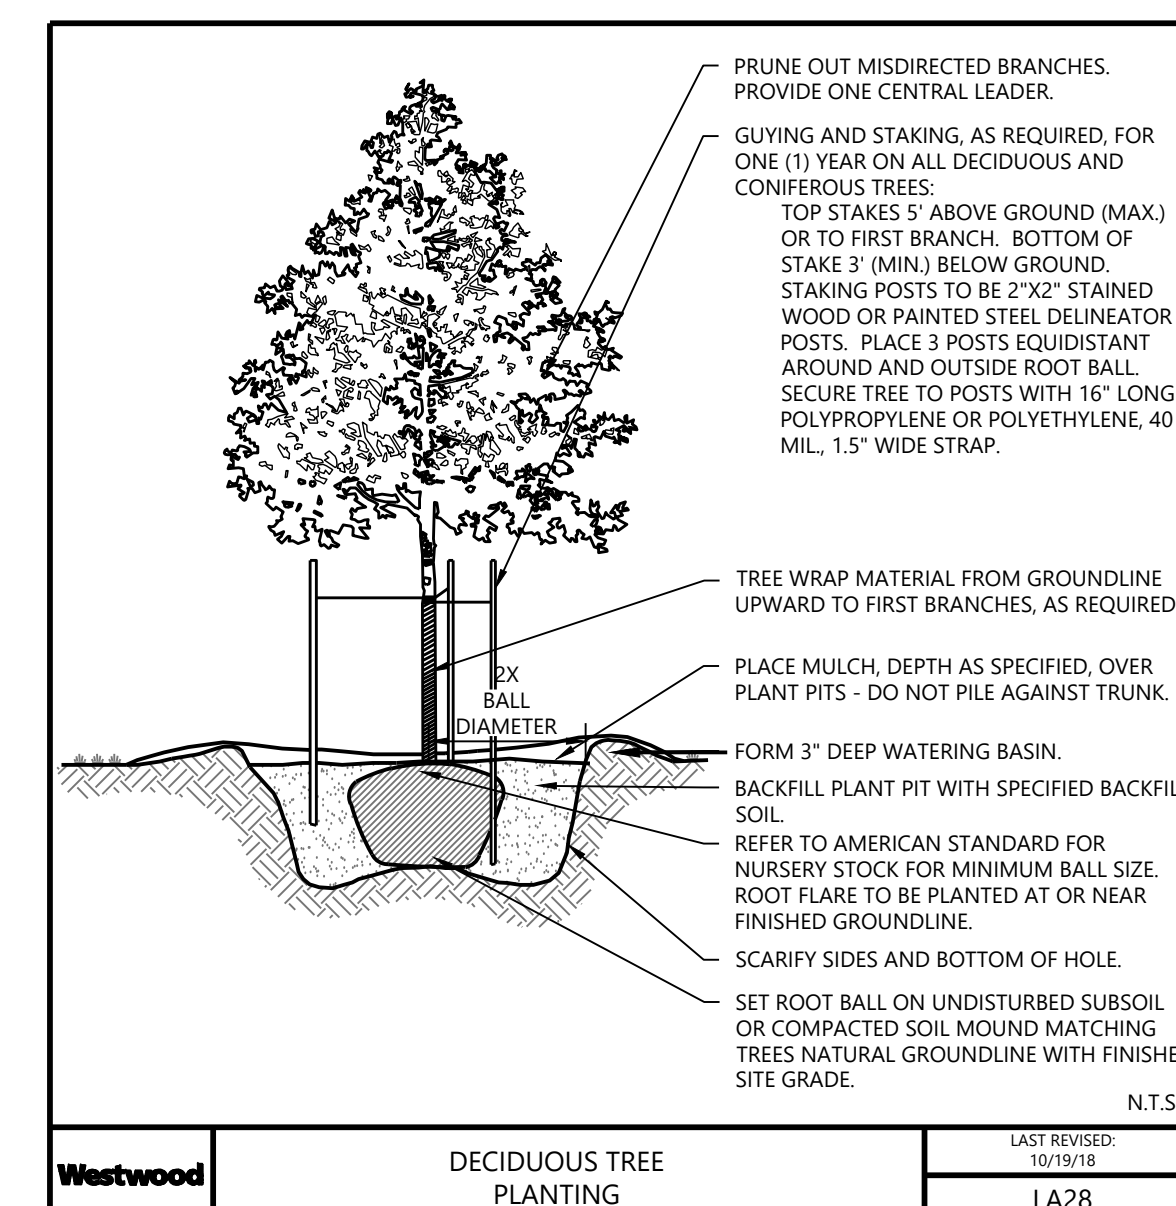 PRUNE OUT MISDIRECTED BRANCHES.
PROVIDE ONE CENTRAL LEADER.
GUYING AND STAKING, AS REQUIRED, FOR
ONE (1) YEAR ON ALL DECIDUOUS AND
CONIFEROUS TREES:
TOP STAKES 5' ABOVE GROUND (MAX.)
OR TO FIRST BRANCH. BOTTOM OF
STAKE 3' (MIN.) BELOW GROUND.
STAKING POSTS TO BE 2"X2" STAINED
WOOD OR PAINTED STEEL DELINEATOR
POSTS. PLACE 3 POSTS EQUIDISTANT
AROUND AND OUTSIDE ROOT BALL.
SECURE TREE TO POSTS WITH 16" LONG
POLYPROPYLENE OR POLYETHYLENE, 40
MIL., 1.5" WIDE STRAP.
TREE WRAP MATERIAL FROM GROUNDLINE
UPWARD TO FIRST BRANCHES, AS REQUIRED
2X
BALL
DIAMETER
PLACE MULCH, DEPTH AS SPECIFIED, OVER
PLANT PITS - DO NOT PILE AGAINST TRUNK.
FORM 3" DEEP WATERING BASIN.
BACKFILL PLANT PIT WITH SPECIFIED BACKFIL
SOIL.
REFER TO AMERICAN STANDARD FOR
NURSERY STOCK FOR MINIMUM BALL SIZE.
ROOT FLARE TO BE PLANTED AT OR NEAR
FINISHED GROUNDLINE.
SCARIFY SIDES AND BOTTOM OF HOLE.
SET ROOT BALL ON UNDISTURBED SUBSOIL
OR COMPACTED SOIL MOUND MATCHING
TREES NATURAL GROUNDLINE WITH FINISHE
SITE GRADE.
N.T.S
Westwood
DECIDUOUS TREE
PLANTING
LAST REVISED:
10/19/18
LA28